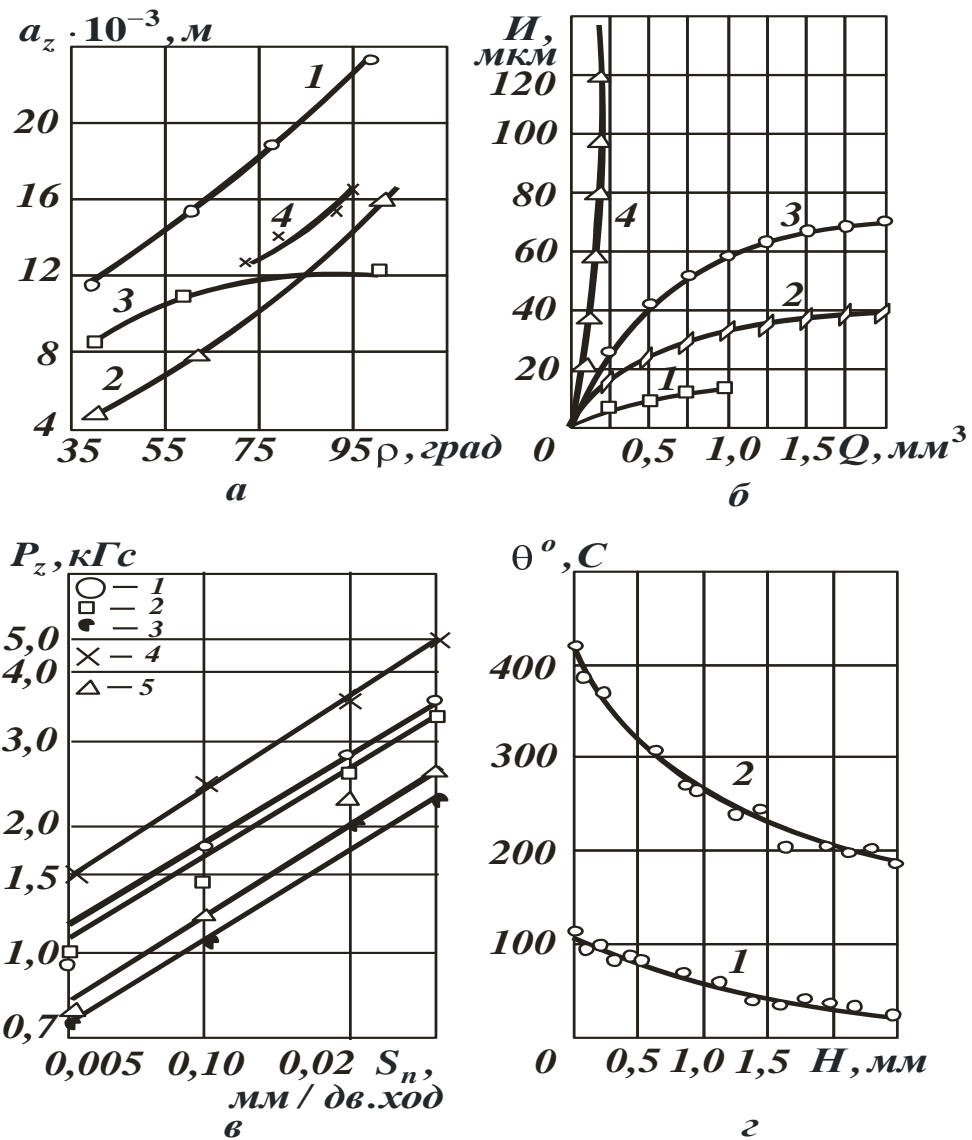 a_z · 10⁻³, м
20
16
12
8
4
35 55 75 95 ρ, град
1
4
3
2
а
И, мкм
120
100
80
60
40
20
0 0,5 1,0 1,5 Q, мм³
4
3
2
1
б
P_z, кГс
5,0
4,0
3,0
2,0
1,5
1,0
0,7
— 1
— 2
— 3
— 4
— 5
0,005 0,10 0,02 S_n,
мм / дв.ход
в
θ°, С
400
300
200
100
2
1
0 0,5 1,0 1,5 H, мм
г